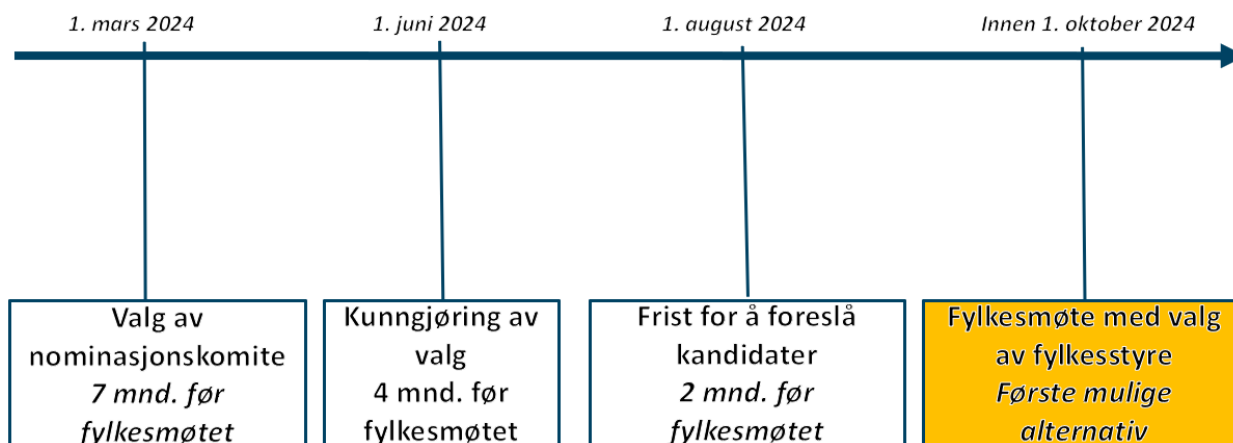 1. mars 2024
1. juni 2024
1. august 2024
Innen 1. oktober 2024
Valg av
nominasjonskomite
7 mnd. før
fylkesmøtet
Kunngjøring av
valg
4 mnd. før
fylkesmøtet
Frist for å foreslå
kandidater
2 mnd. før
fylkesmøtet
Fylkesmøte med valg
av fylkesstyre
Første mulige
alternativ